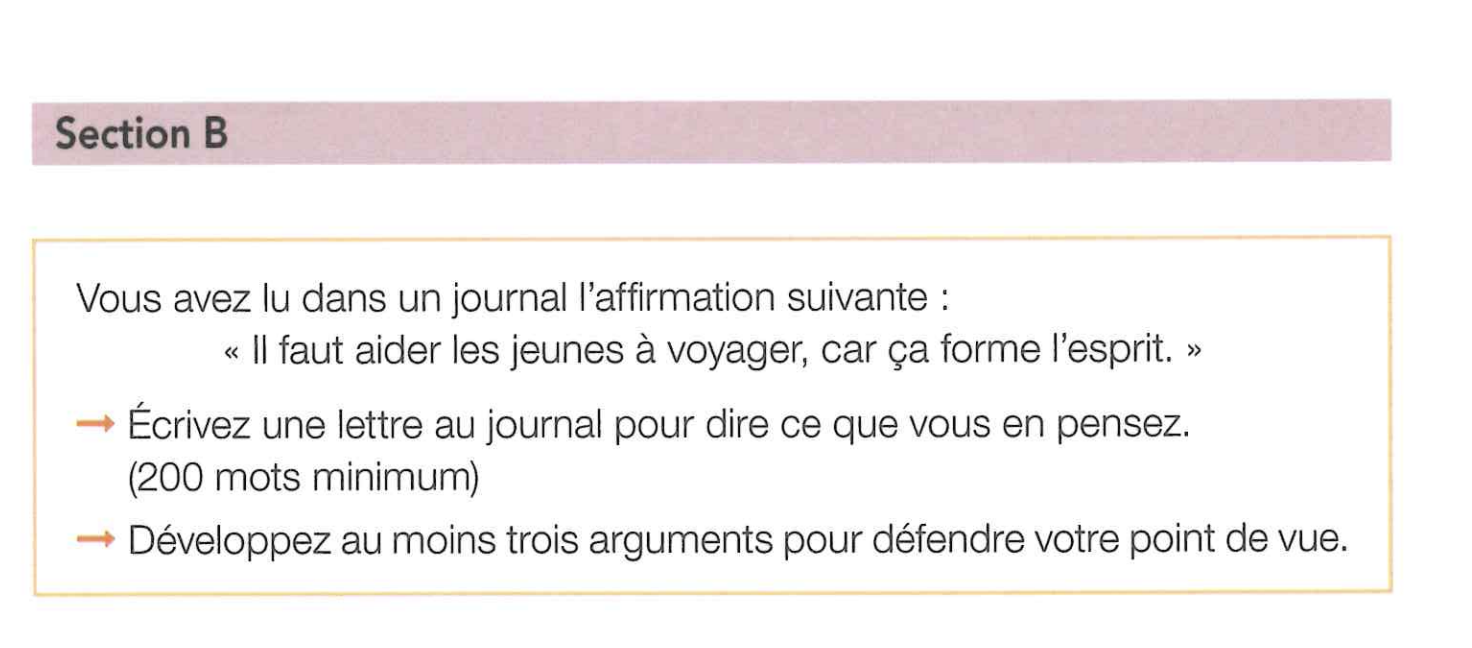 Section B
Vous avez lu dans un journal l'affirmation suivante :
« Il faut aider les jeunes à voyager, car ça forme l'esprit. »
→ Écrivez une lettre au journal pour dire ce que vous en pensez.
(200 mots minimum)
→ Développez au moins trois arguments pour défendre votre point de vue.